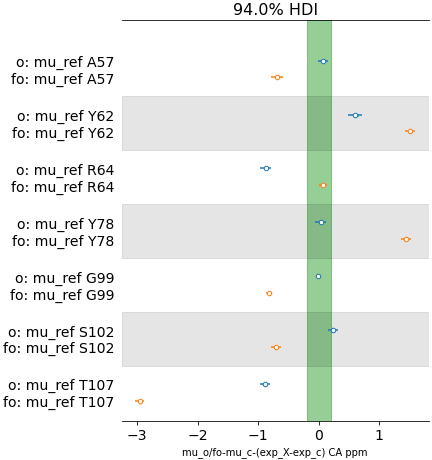 94.0% HDI
o: mu_ref A57
fo: mu_ref A57
o: mu_ref Y62
fo: mu_ref Y62
o: mu_ref R64
fo: mu_ref R64
o: mu_ref Y78
fo: mu_ref Y78
o: mu_ref G99
fo: mu_ref G99
o: mu_ref S102
fo: mu_ref S102
o: mu_ref T107
fo: mu_ref T107
−3 −2 −1 0 1
mu_o/fo-mu_c-(exp_X-exp_c) CA ppm